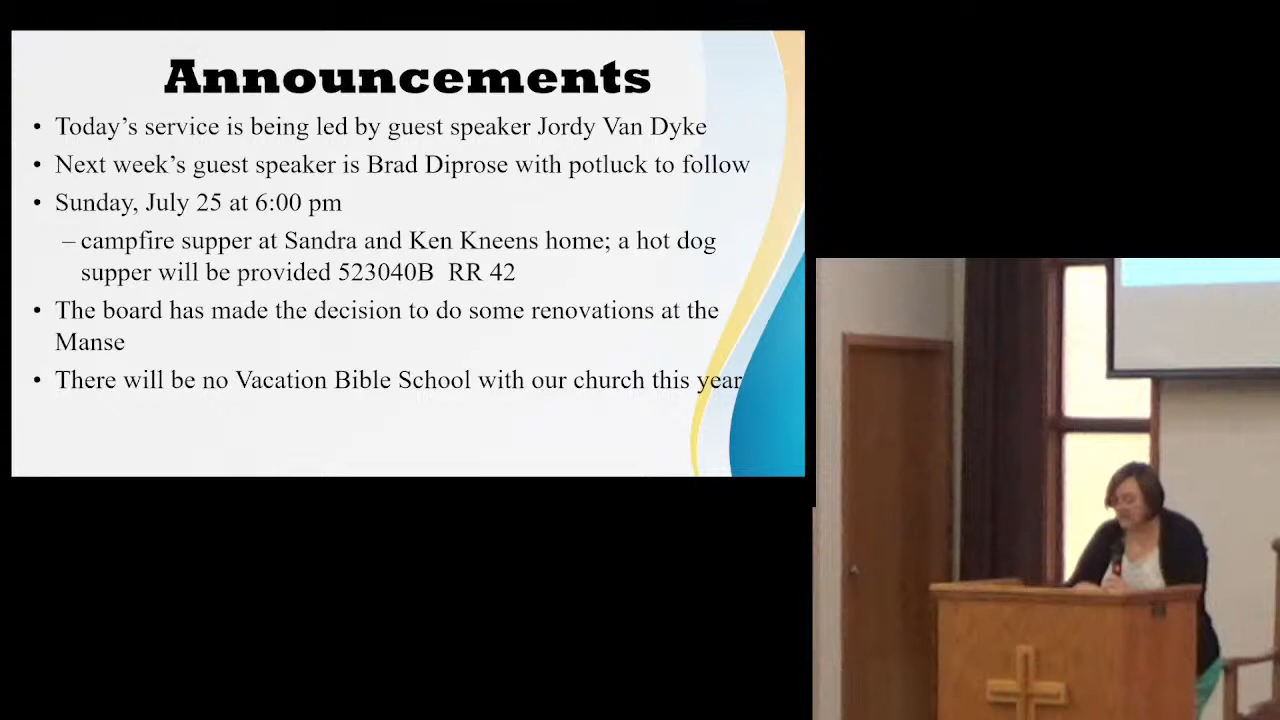 Announcements
• Today's service is being led by guest speaker Jordy Van Dyke
• Next week's guest speaker is Brad Diprose with potluck to follow
• Sunday, July 25 at 6:00 pm
– campfire supper at Sandra and Ken Kneens home; a hot dog
supper will be provided 523040B RR 42
• The board has made the decision to do some renovations at the
Manse
• There will be no Vacation Bible School with our church this year